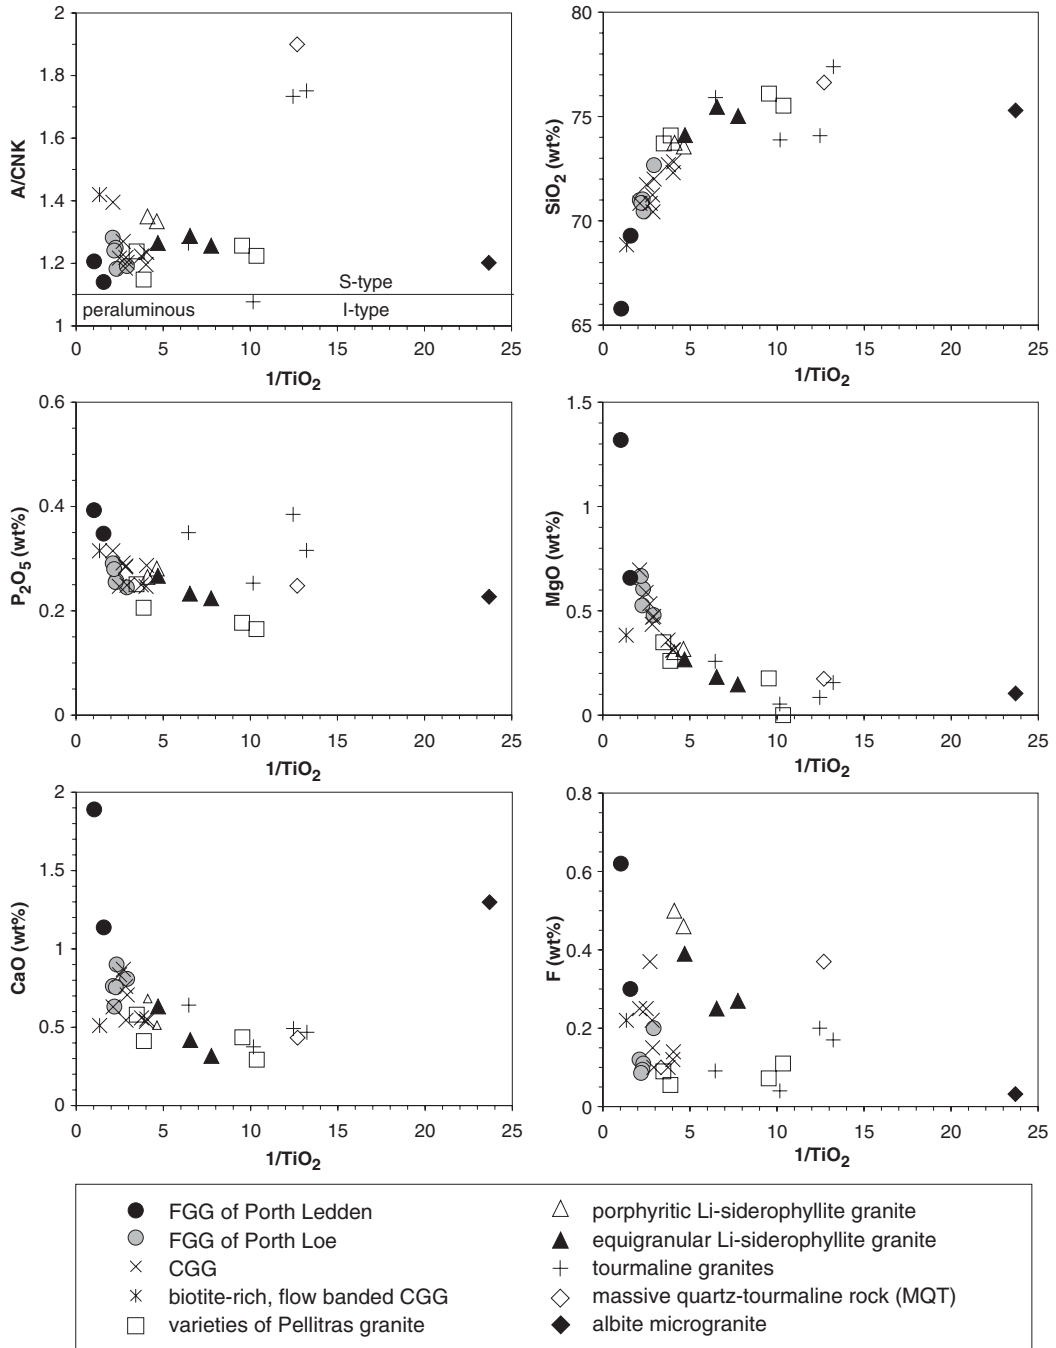 2
1.8
1.6
1.4
1.2
1
A/CNK
S-type
peraluminous
I-type
0 5 10 15 20 25
1/TiO2
80
75
70
65
SiO2 (wt%)
0 5 10 15 20 25
1/TiO2
0.6
0.4
0.2
0
P2O5 (wt%)
0 5 10 15 20 25
1/TiO2
1.5
1
0.5
0
MgO (wt%)
0 5 10 15 20 25
1/TiO2
2
1.5
1
0.5
0
CaO (wt%)
0 5 10 15 20 25
1/TiO2
0.8
0.6
0.4
0.2
0
F (wt%)
0 5 10 15 20 25
1/TiO2
FGG of Porth Ledden
FGG of Porth Loe
CGG
biotite-rich, flow banded CGG
varieties of Pellitras granite
porphyritic Li-siderophyllite granite
equigranular Li-siderophyllite granite
tourmaline granites
massive quartz-tourmaline rock (MQT)
albite microgranite